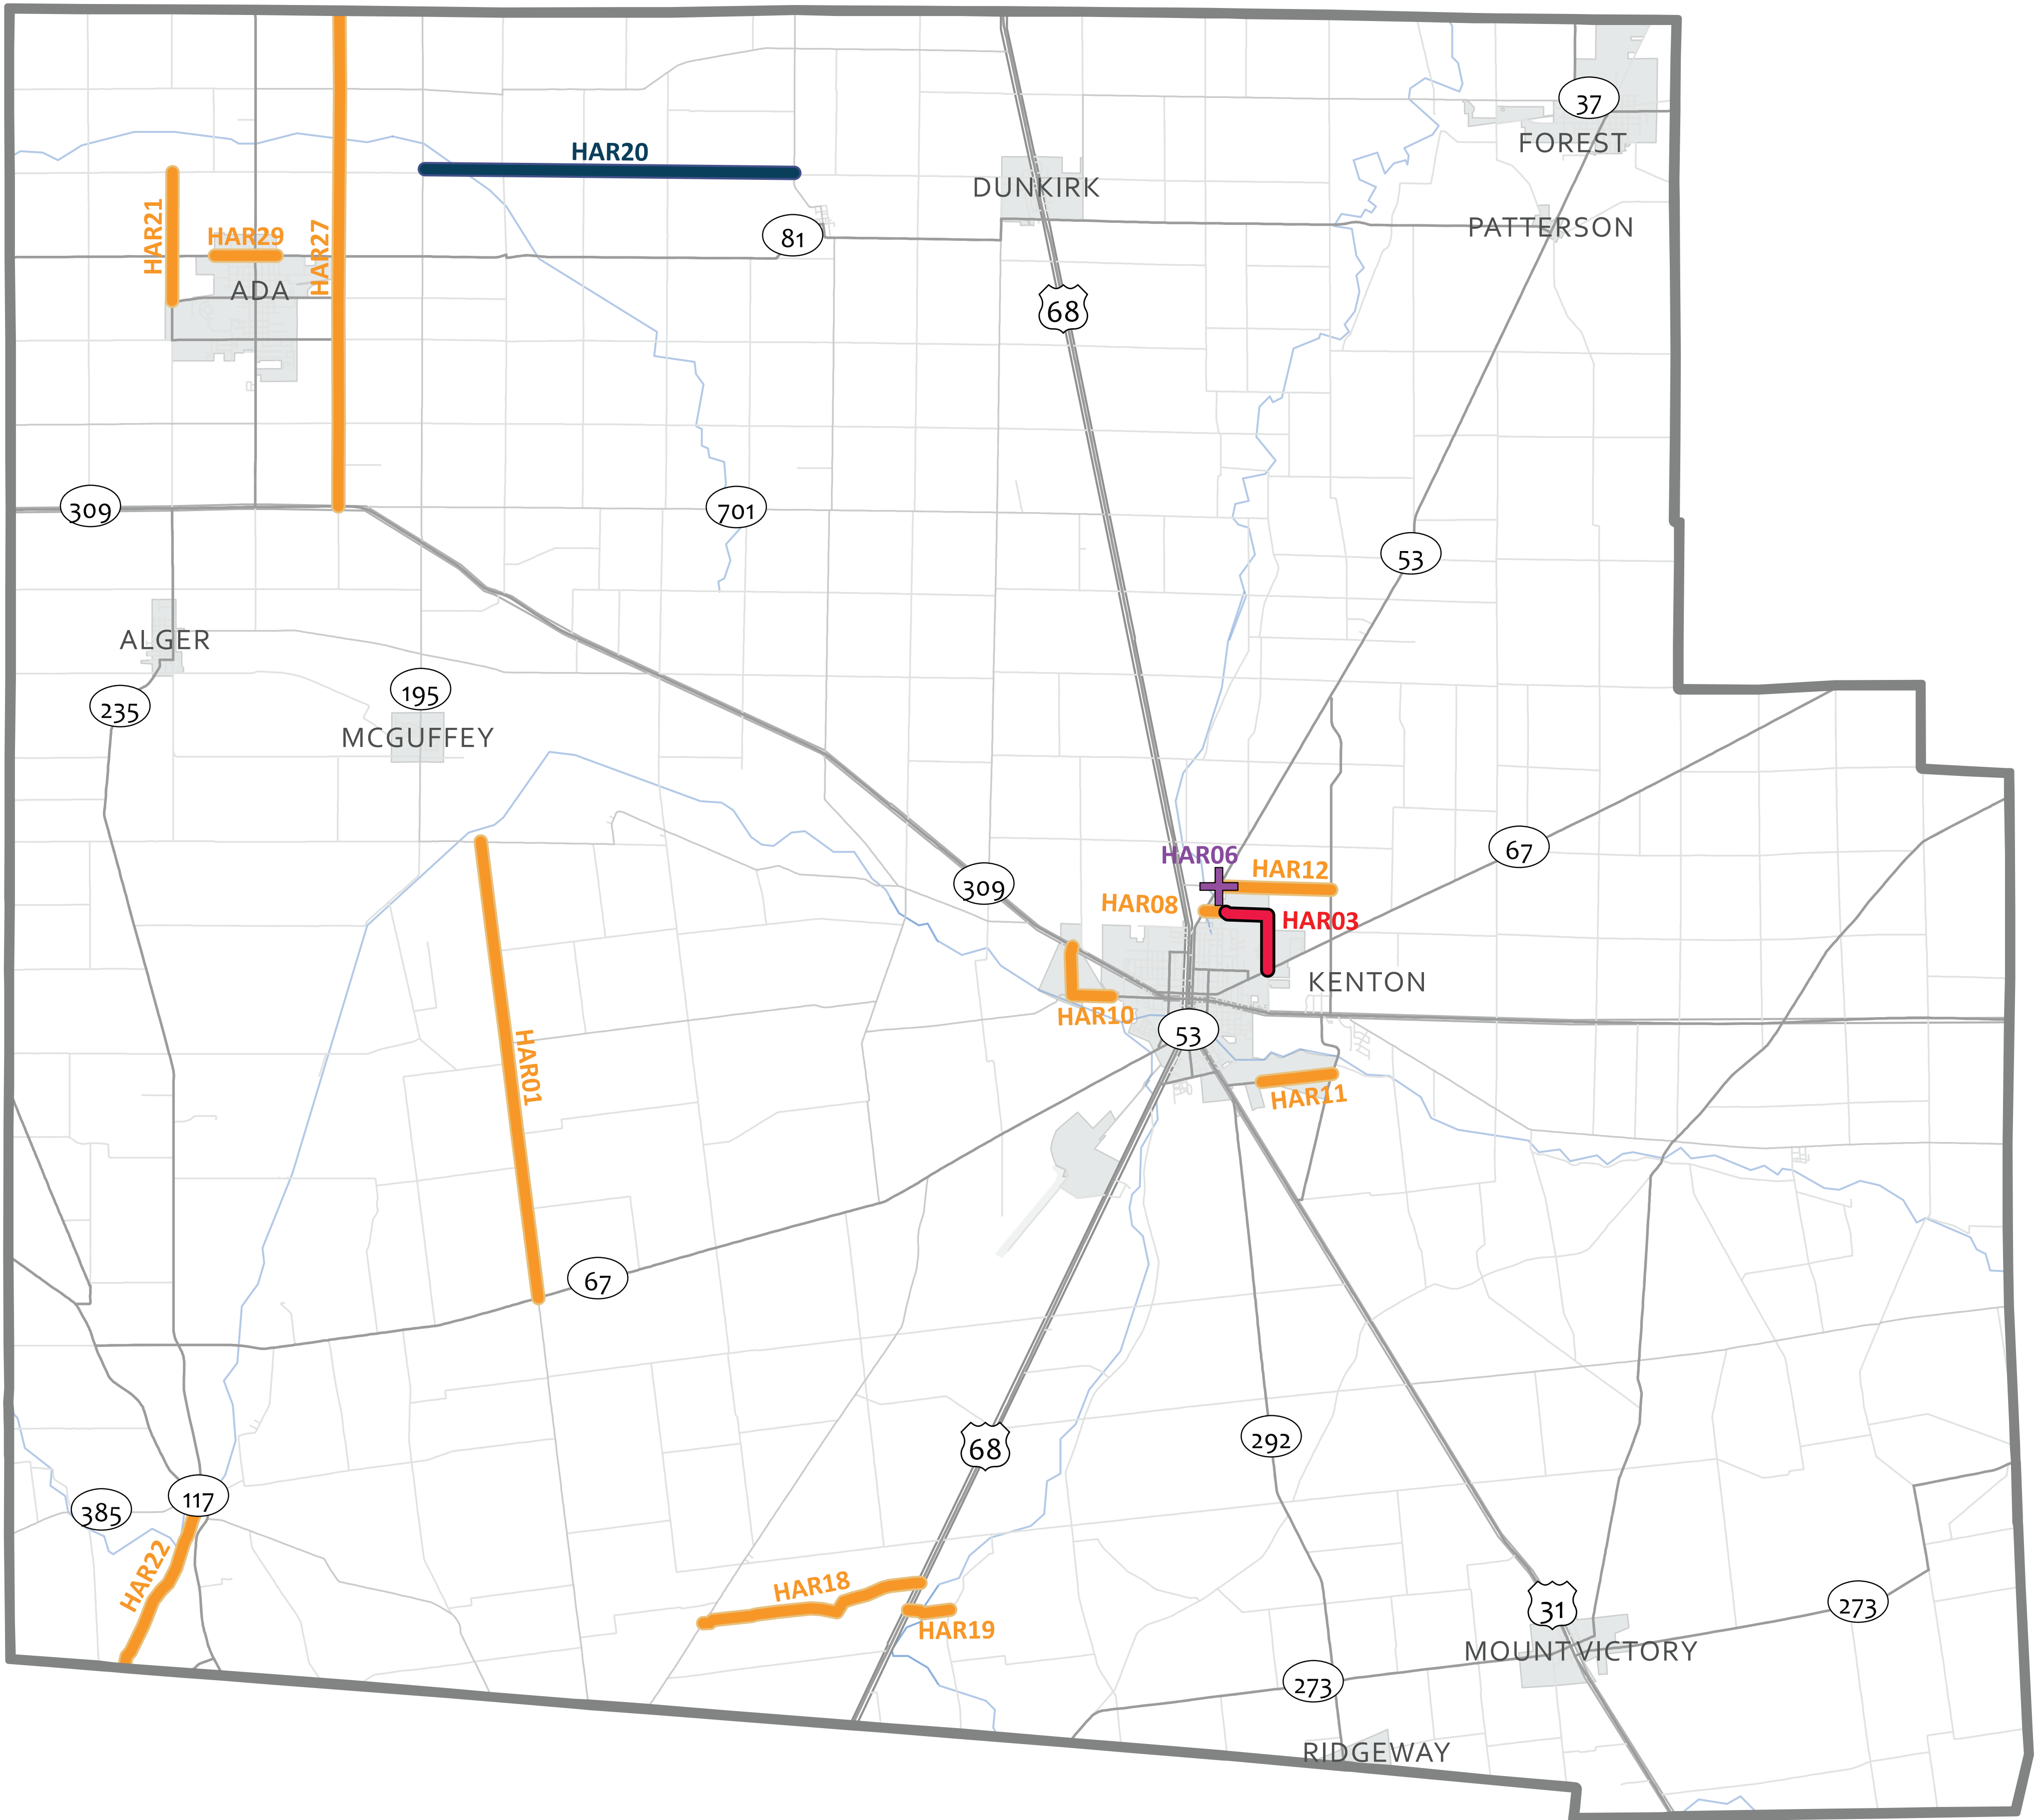 37
FOREST
HAR20
DUNKIRK
HAR21
HAR29
HAR27
81
PATTERSON
ADA
68
309
701
53
ALGER
195
235
MCGUFFEY
67
HAR06
HAR12
309
HAR08
HAR03
KENTON
HAR10
53
HAR01
HAR11
67
292
68
117
385
HAR22
HAR18
HAR19
31
273
MOUNT VICTORY
273
RIDGEWAY